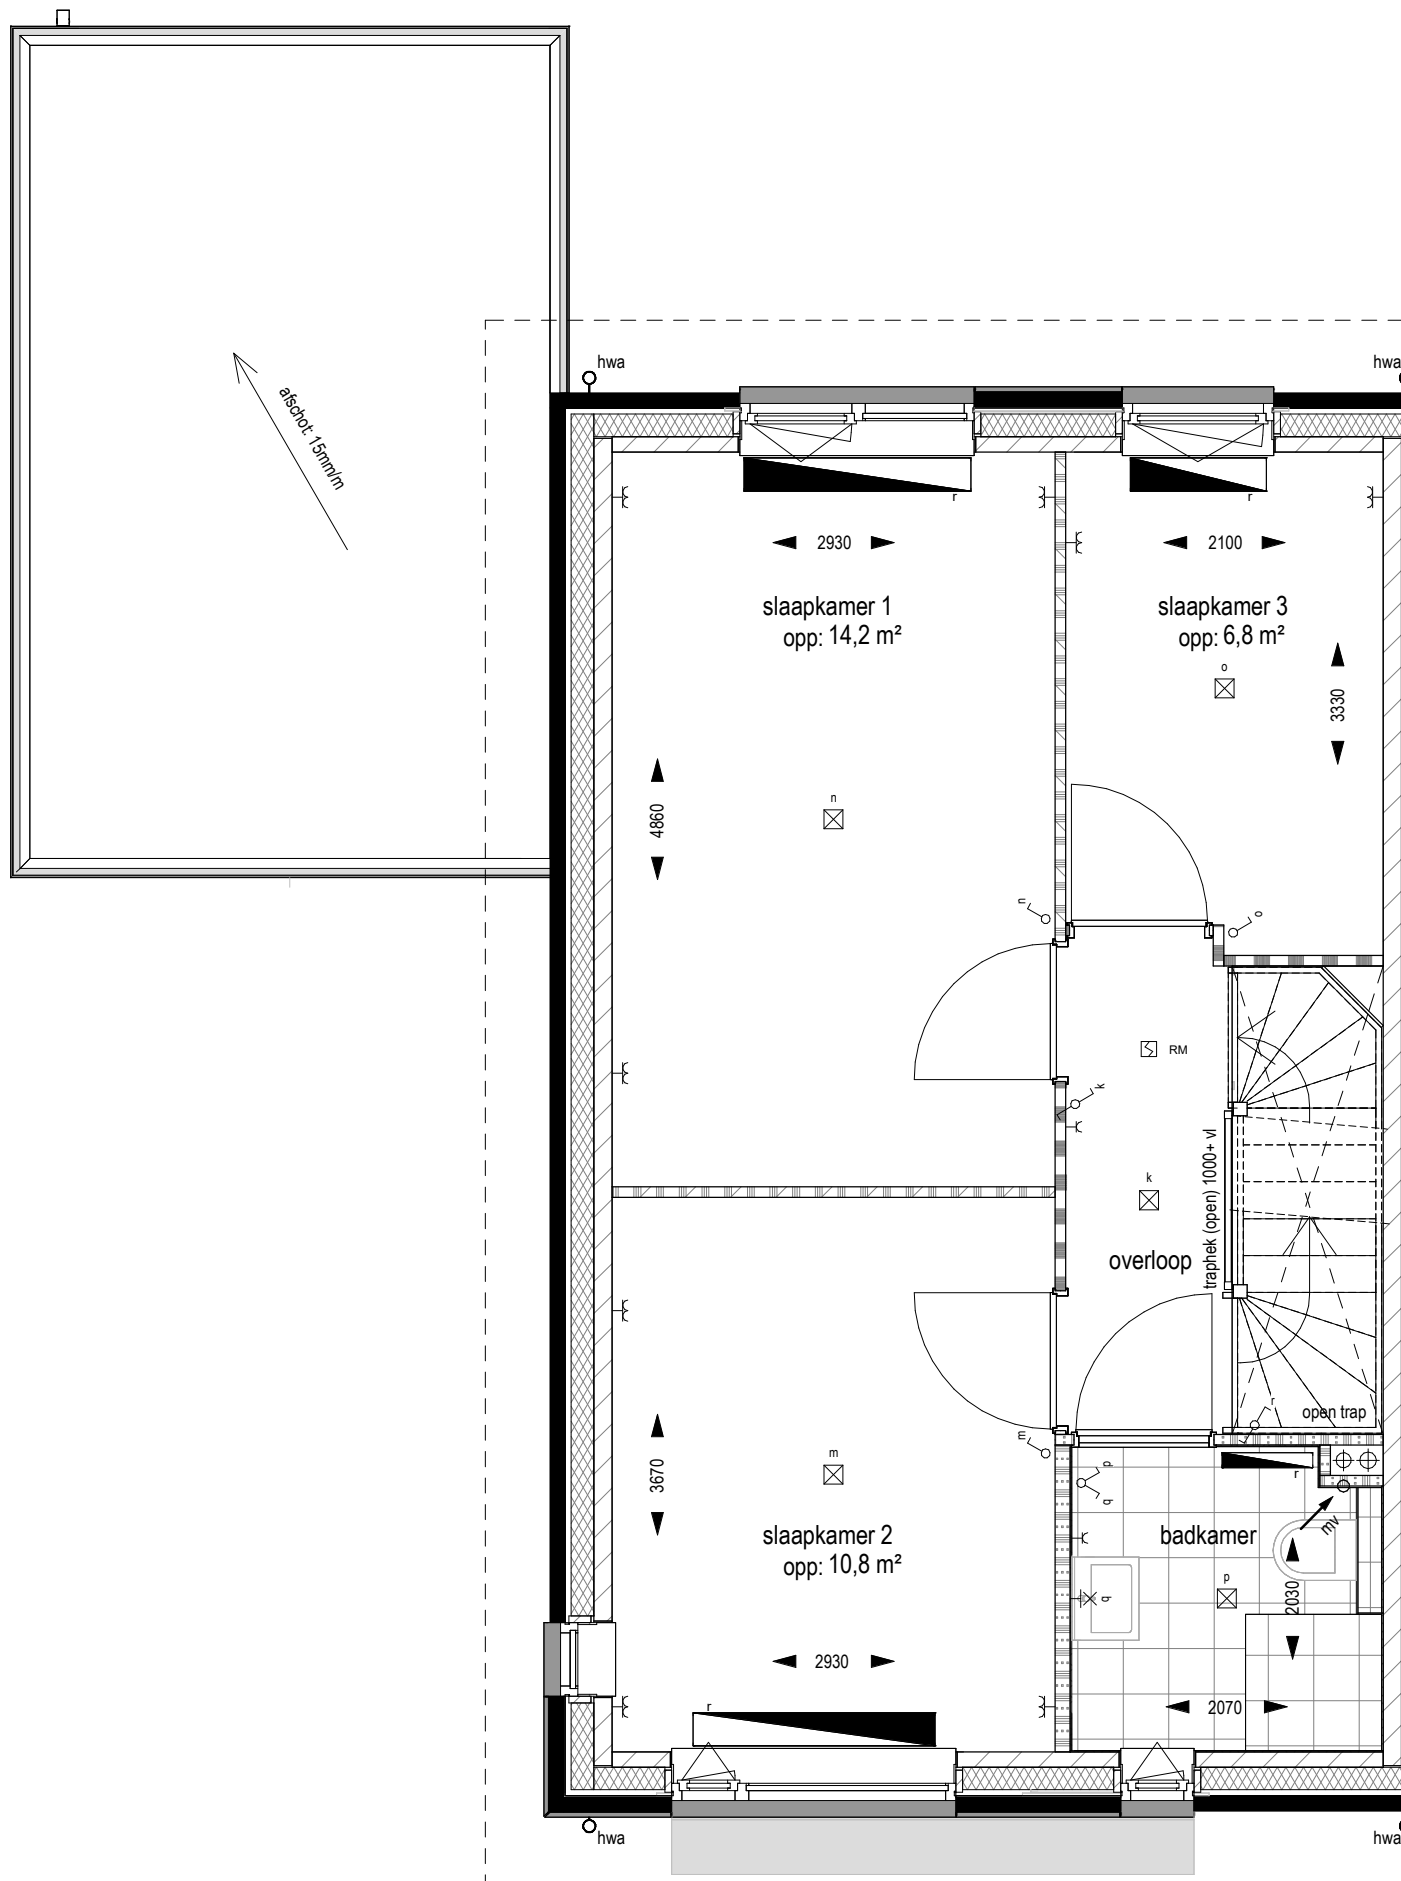 hwa
hwa
afschot: 15mm/m
r
r
2930
2100
slaapkamer 1
opp: 14,2 m²
slaapkamer 3
opp: 6,8 m²
o
3330
n
4860
n
o
RM
k
k
traphek (open) 1000+ vl
overloop
r
open trap
m
m
3670
p
q
r
mv
slaapkamer 2
opp: 10,8 m²
badkamer
p
q
2030
2930
2070
r
hwa
hwa